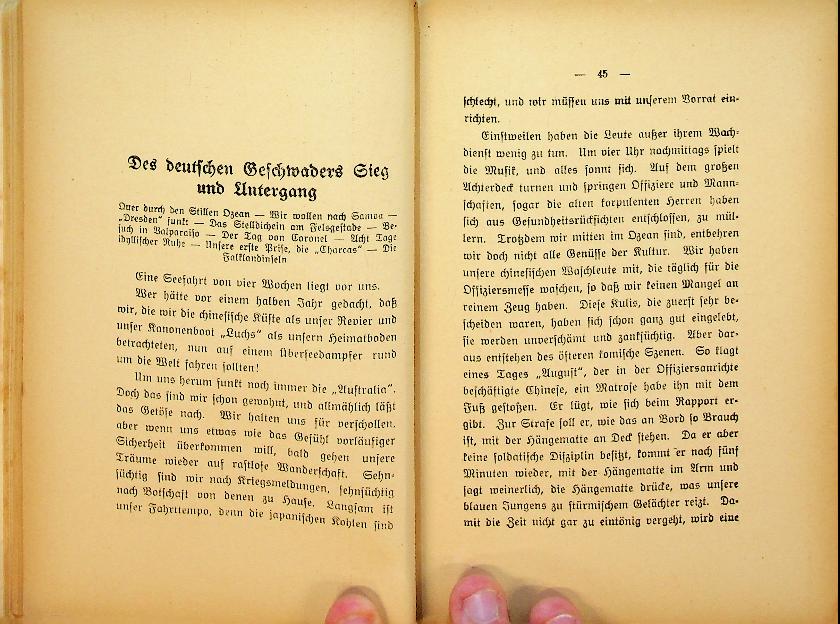 Des deutschen Geschwaders Sieg
und Untergang
Quer durch den Stillen Ozean — Wir wollen nach Samoa —
„Dresden“ funkt — Das Stelldichein am Felsgestade — Be-
such in Valparaiso — Der Tag von Coronel — Acht Tage
idyllischer Ruhe — Unsere erste Prise, die „Charcas“ — Die
Falklandinseln
Eine Seefahrt von vier Wochen liegt vor uns.
Wer hätte vor einem halben Jahr gedacht, daß
wir, die wir die chinesische Küste als unser Revier und
unser Kanonenboot „Luchs“ als unsern Heimatboden
betrachteten, nun auf einem Überseedampfer rund
um die Welt fahren sollten!
Um uns herum funkt noch immer die „Australia“.
Doch das sind wir schon gewohnt, und allmählich läßt
das Getöse nach. Wir halten uns für verschollen,
aber wenn uns etwas wie das Gefühl vorläufiger
Sicherheit überkommen will, bald gehen unsere
Träume wieder auf rastlose Wanderschaft. Sehn-
süchtig sind wir nach Kriegsmeldungen, sehnsüchtig
nach Botschaft von denen zu Hause. Langsam ist
unser Fahrttempo, denn die japanischen Kohlen sind
— 45 —
schlecht, und wir müssen uns mit unserem Vorrat ein-
richten.
Einstweilen haben die Leute außer ihrem Wach-
dienst wenig zu tun. Um vier Uhr nachmittags spielt
die Musik, und alles sonnt sich. Auf dem großen
Achterdeck turnen und springen Offiziere und Mann-
schaften, sogar die alten korpulenten Herren haben
sich aus Gesundheitsrücksichten entschlossen, zu mül-
lern. Trotzdem wir mitten im Ozean sind, entbehren
wir doch nicht alle Genüsse der Kultur. Wir haben
unsere chinesischen Waschleute mit, die täglich für die
Offiziersmesse waschen, so daß wir keinen Mangel an
reinem Zeug haben. Diese Kulis, die zuerst sehr be-
scheiden waren, haben sich schon ganz gut eingelebt,
sie werden unverschämt und zanksüchtig. Aber dar-
aus entstehen des öfteren komische Szenen. So klagt
eines Tages „August“, der in der Offiziersanrichte
beschäftigte Chinese, ein Matrose habe ihn mit dem
Fuß gestoßen. Er lügt, wie sich beim Rapport er-
gibt. Zur Strafe soll er, wie das an Bord so Brauch
ist, mit der Hängematte an Deck stehen. Da er aber
keine soldatische Disziplin besitzt, kommt er nach fünf
Minuten wieder, mit der Hängematte im Arm und
sagt weinerlich, die Hängematte drücke, was unsere
blauen Jungens zu stürmischem Gelächter reizt. Da-
mit die Zeit nicht gar zu eintönig vergeht, wird eine